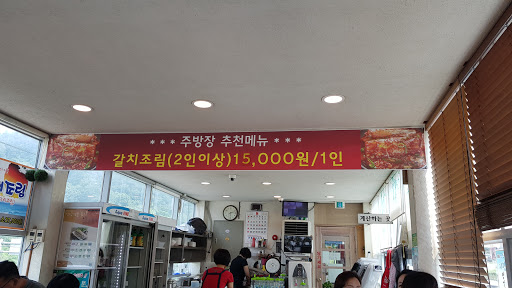 *** 주방장 추천메뉴 ***
갈치조림(2인이상)15,000원/1인
계산하는 곳